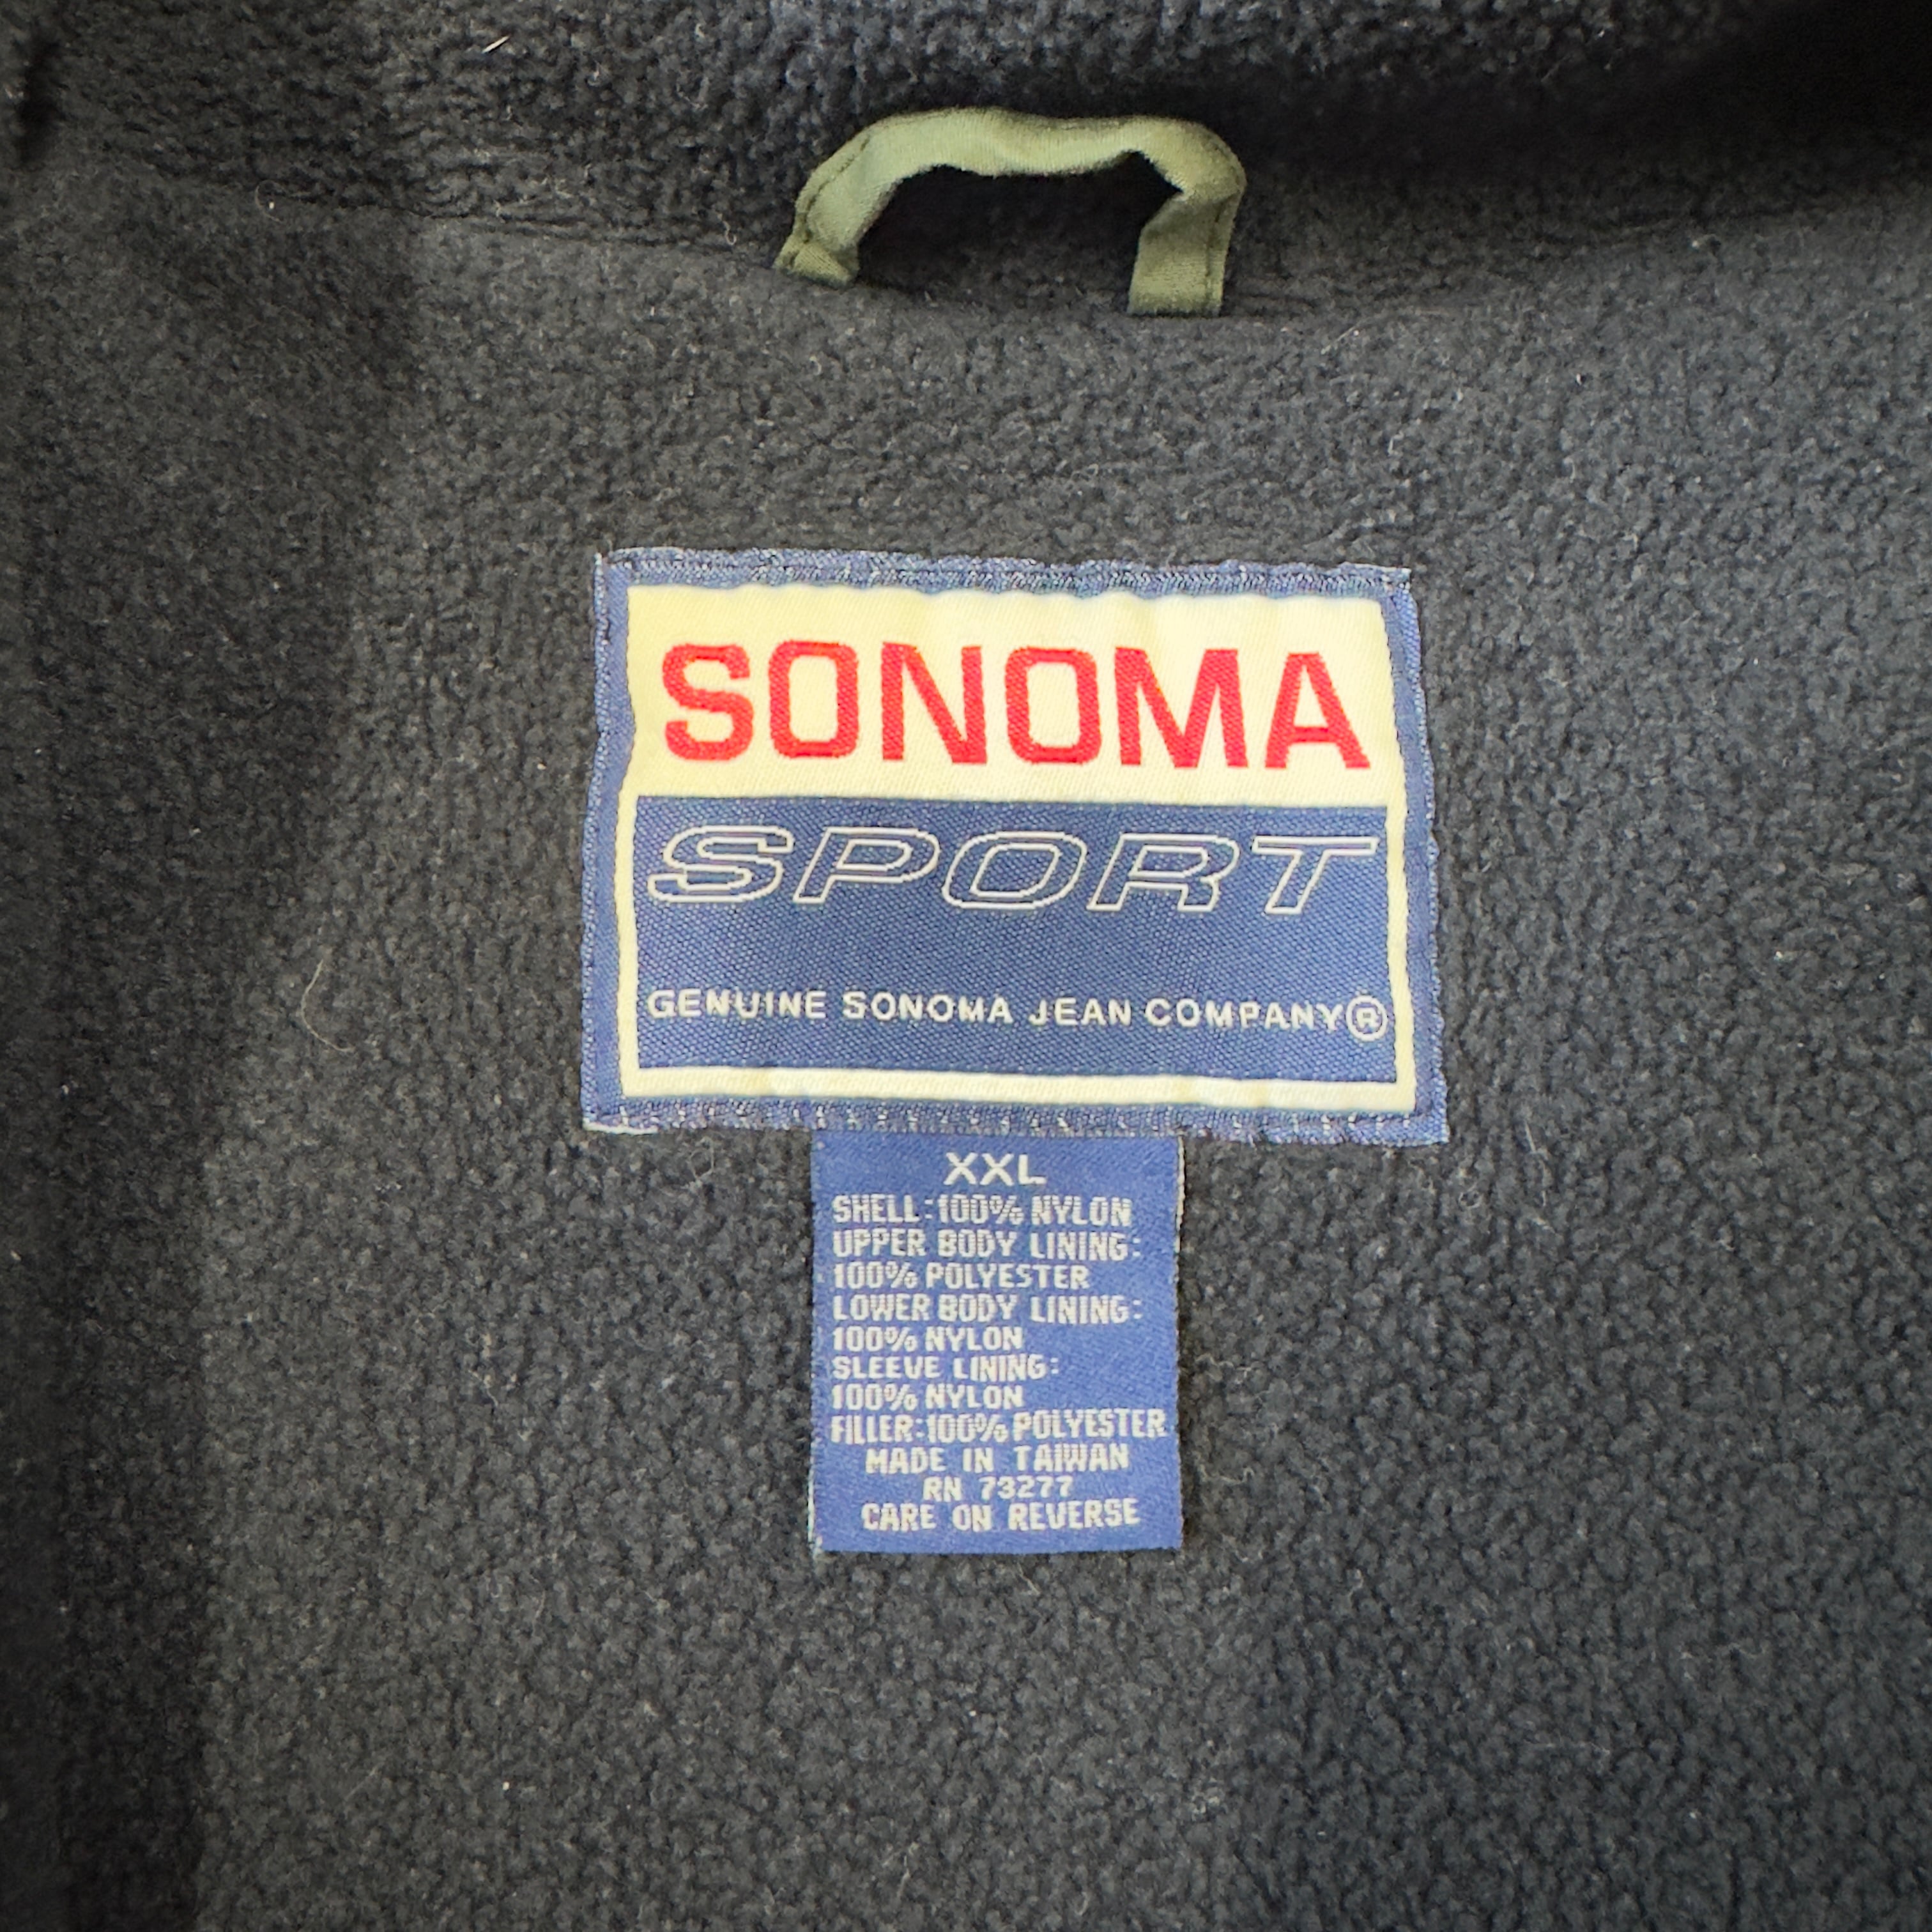 SONOMA
SPORT
GENUINE SONOMA JEAN COMPANY®
XXL
SHELL:100% NYLON
UPPER BODY LINING:
100% POLYESTER
LOWER BODY LINING:
100% NYLON
SLEEVE LINING:
100% NYLON
FILLER:100% POLYESTER
MADE IN TAIWAN
RN 73277
CARE ON REVERSE